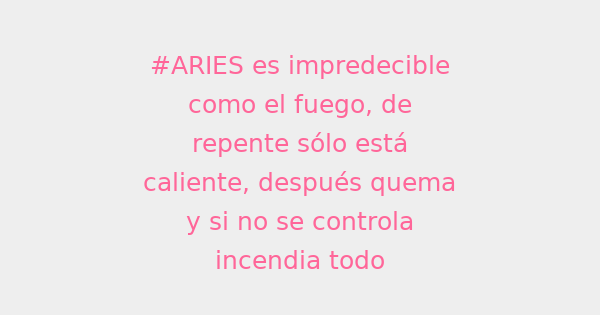 #ARIES es impredecible
como el fuego, de
repente sólo está
caliente, después quema
y si no se controla
incendia todo